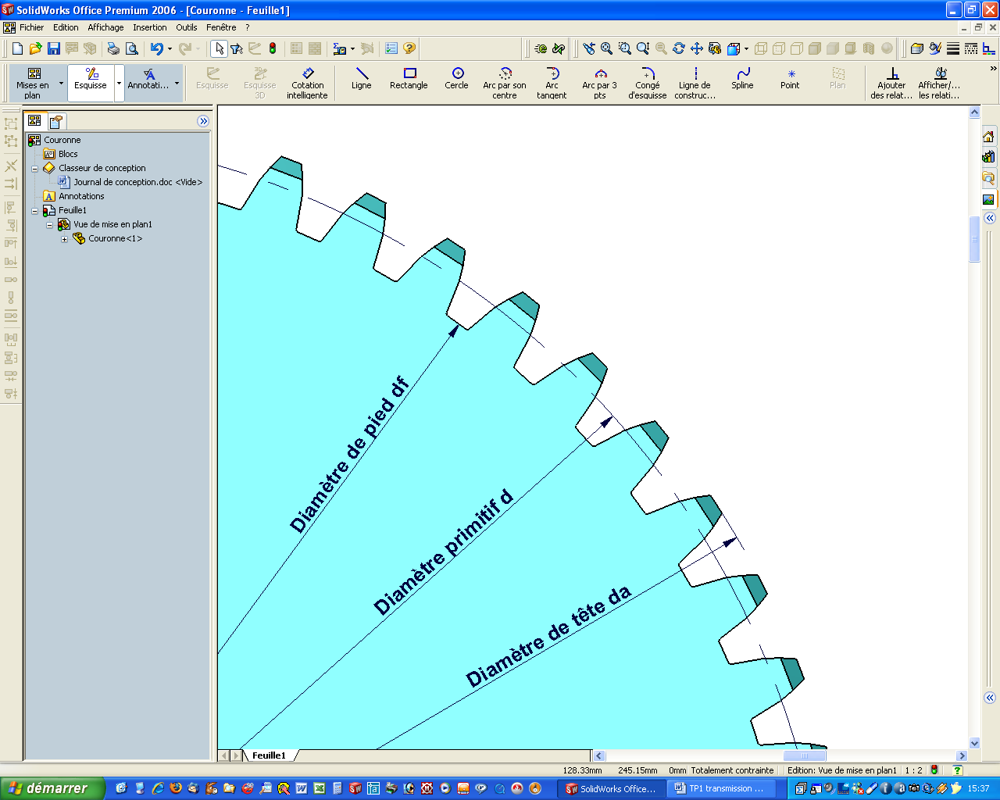 SolidWorks Office Premium 2006 - [Couronne - Feuille1]
Fichier Edition Affichage Insertion Outils Fenêtre ?
Mises en plan
Esquisse
Annotati...
Esquisse
Esquisse 3D
Cotation intelligente
Ligne
Rectangle
Cercle
Arc par son centre
Arc tangent
Arc par 3 pts
Congé d'esquisse
Ligne de construc...
Spline
Point
Plan
Ajouter des relat...
Afficher/... les relati...
Couronne
Blocs
Classeur de conception
Journal de conception.doc <Vide>
Annotations
Feuille1
Vue de mise en plan1
Couronne<1>
Diamètre de pied df
Diamètre primitif d
Diamètre de tête da
Feuille1
128.33mm 245.15mm 0mm Totalement contrainte Edition: Vue de mise en plan1 1 : 2
démarrer
SolidWorks Office...
TP1 transmission ...
15:37